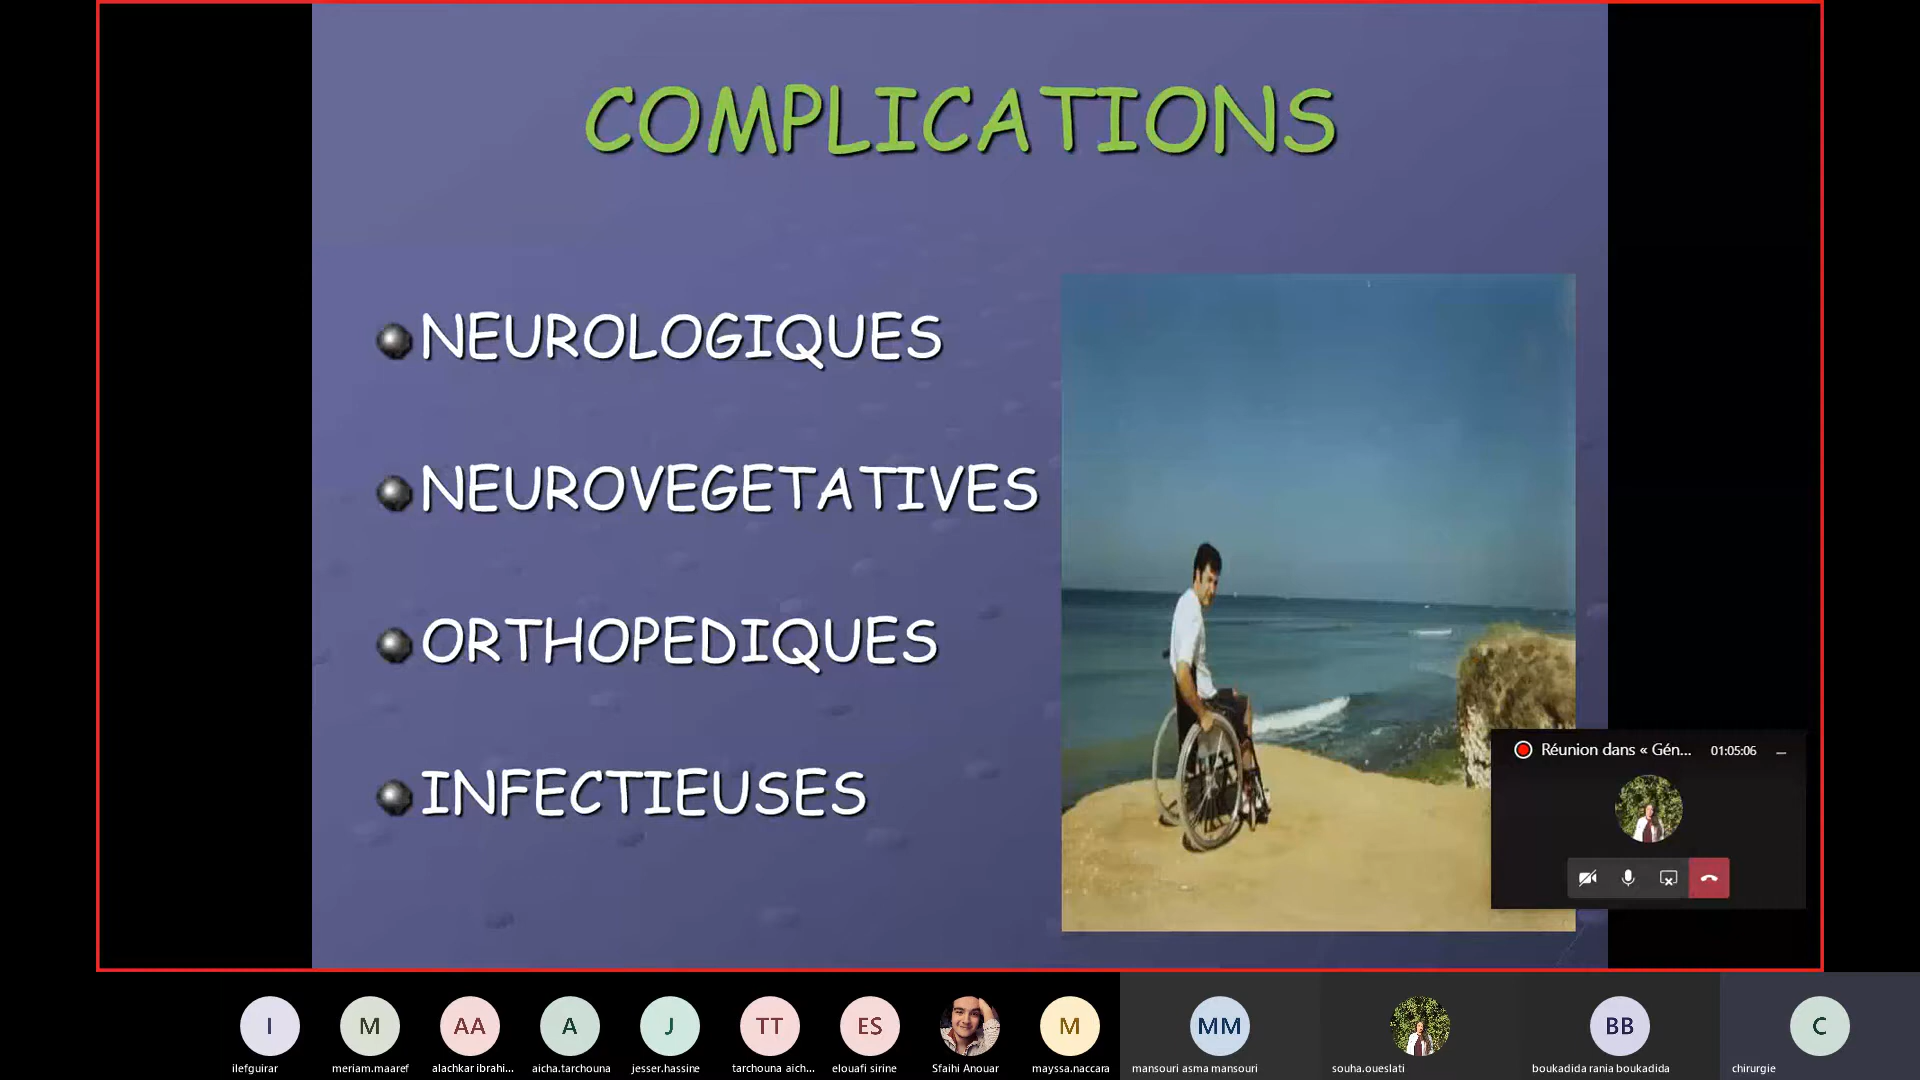 COMPLICATIONS
NEUROLOGIQUES
NEUROVEGETATIVES
ORTHOPEDIQUES
INFECTIEUSES
Réunion dans « Gén... 01:05:06
I
M
AA
A
J
TT
ES
M
MM
BB
C
ilefguirar
meriam.maaref
alachkar ibrahi...
aicha.tarchouna
jesser.hassine
tarchouna aich...
elouafi sirine
Sfaihi Anouar
mayssa.naccara
mansouri asma mansouri
souha.oueslati
boukadida rania boukadida
chirurgie